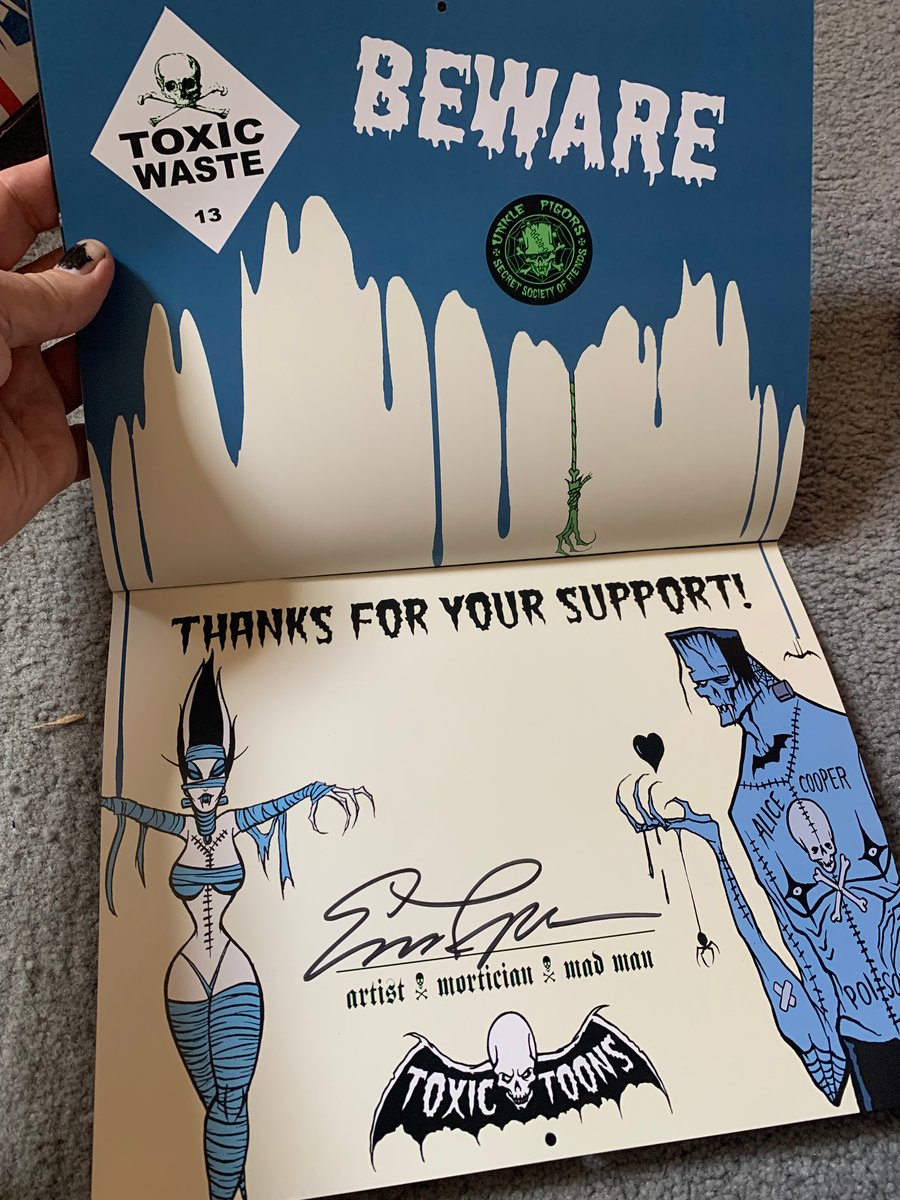 TOXIC
WASTE
13
BEWARE
UNKLE PIGORS
SECRET SOCIETY OF FIENDS
THANKS FOR YOUR SUPPORT!
ALICE COOPER
POISO
artist mortician mad man
TOXIC TOONS